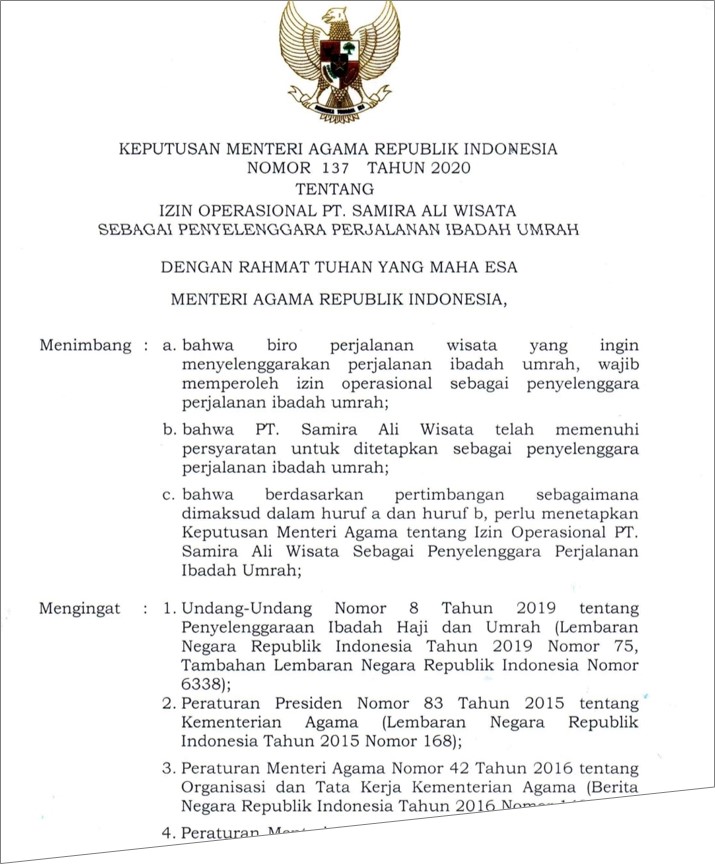 KEPUTUSAN MENTERI AGAMA REPUBLIK INDONESIA
NOMOR 137 TAHUN 2020
TENTANG
IZIN OPERASIONAL PT. SAMIRA ALI WISATA
SEBAGAI PENYELENGGARA PERJALANAN IBADAH UMRAH
DENGAN RAHMAT TUHAN YANG MAHA ESA
MENTERI AGAMA REPUBLIK INDONESIA,
Menimbang : a. bahwa biro perjalanan wisata yang ingin
menyelenggarakan perjalanan ibadah umrah, wajib
memperoleh izin operasional sebagai penyelenggara
perjalanan ibadah umrah;
b. bahwa PT. Samira Ali Wisata telah memenuhi
persyaratan untuk ditetapkan sebagai penyelenggara
perjalanan ibadah umrah;
c. bahwa berdasarkan pertimbangan sebagaimana
dimaksud dalam huruf a dan huruf b, perlu menetapkan
Keputusan Menteri Agama tentang Izin Operasional PT.
Samira Ali Wisata Sebagai Penyelenggara Perjalanan
Ibadah Umrah;
Mengingat : 1. Undang-Undang Nomor 8 Tahun 2019 tentang
Penyelenggaraan Ibadah Haji dan Umrah (Lembaran
Negara Republik Indonesia Tahun 2019 Nomor 75,
Tambahan Lembaran Negara Republik Indonesia Nomor
6338);
2. Peraturan Presiden Nomor 83 Tahun 2015 tentang
Kementerian Agama (Lembaran Negara Republik
Indonesia Tahun 2015 Nomor 168);
3. Peraturan Menteri Agama Nomor 42 Tahun 2016 tentang
Organisasi dan Tata Kerja Kementerian Agama (Berita
Negara Republik Indonesia Tahun 2016 Nomor
4. Peraturan